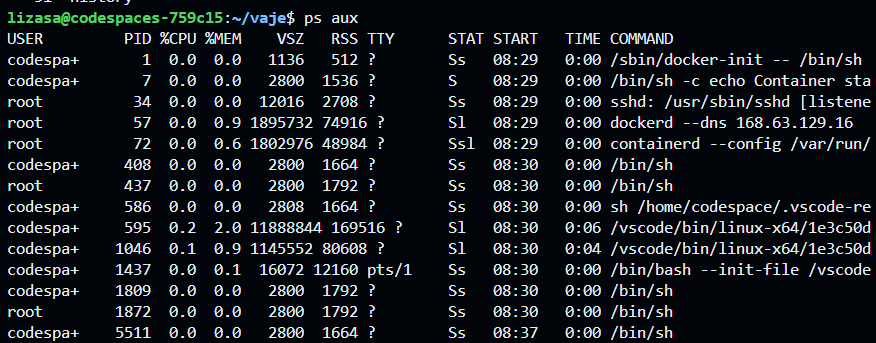 lizasa@codespaces-759c15:~/vaje$ ps aux
USER PID %CPU %MEM VSZ RSS TTY STAT START TIME COMMAND
codespa+ 1 0.0 0.0 1136 512 ? Ss 08:29 0:00 /sbin/docker-init -- /bin/sh
codespa+ 7 0.0 0.0 2800 1536 ? S 08:29 0:00 /bin/sh -c echo Container sta
root 34 0.0 0.0 12016 2708 ? Ss 08:29 0:00 sshd: /usr/sbin/sshd [listene
root 57 0.0 0.9 1895732 74916 ? Sl 08:29 0:00 dockerd --dns 168.63.129.16
root 72 0.0 0.6 1802976 48984 ? Ssl 08:29 0:00 containerd --config /var/run/
codespa+ 408 0.0 0.0 2800 1664 ? Ss 08:30 0:00 /bin/sh
root 437 0.0 0.0 2800 1792 ? Ss 08:30 0:00 /bin/sh
codespa+ 586 0.0 0.0 2808 1664 ? Ss 08:30 0:00 sh /home/codespace/.vscode-re
codespa+ 595 0.2 2.0 11888844 169516 ? Sl 08:30 0:06 /vscode/bin/linux-x64/1e3c50d
codespa+ 1046 0.1 0.9 1145552 80608 ? Sl 08:30 0:04 /vscode/bin/linux-x64/1e3c50d
codespa+ 1437 0.0 0.1 16072 12160 pts/1 Ss 08:30 0:00 /bin/bash --init-file /vscode
codespa+ 1809 0.0 0.0 2800 1792 ? Ss 08:30 0:00 /bin/sh
root 1872 0.0 0.0 2800 1792 ? Ss 08:30 0:00 /bin/sh
codespa+ 5511 0.0 0.0 2800 1664 ? Ss 08:37 0:00 /bin/sh